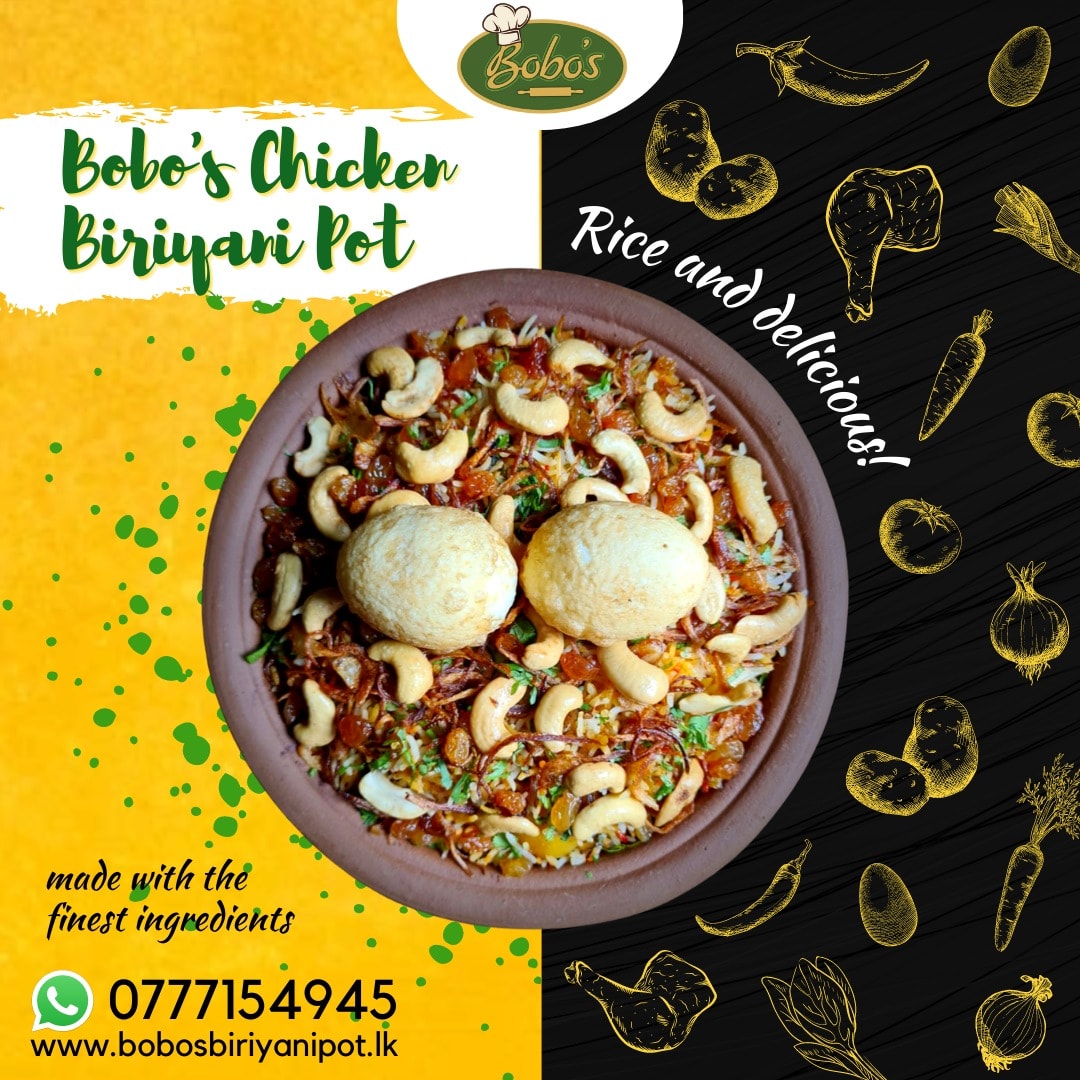 Bobo's
Bobo's Chicken
Biriyani Pot
Rice and delicious!
made with the
finest ingredients
0777154945
www.bobosbiriyanipot.lk